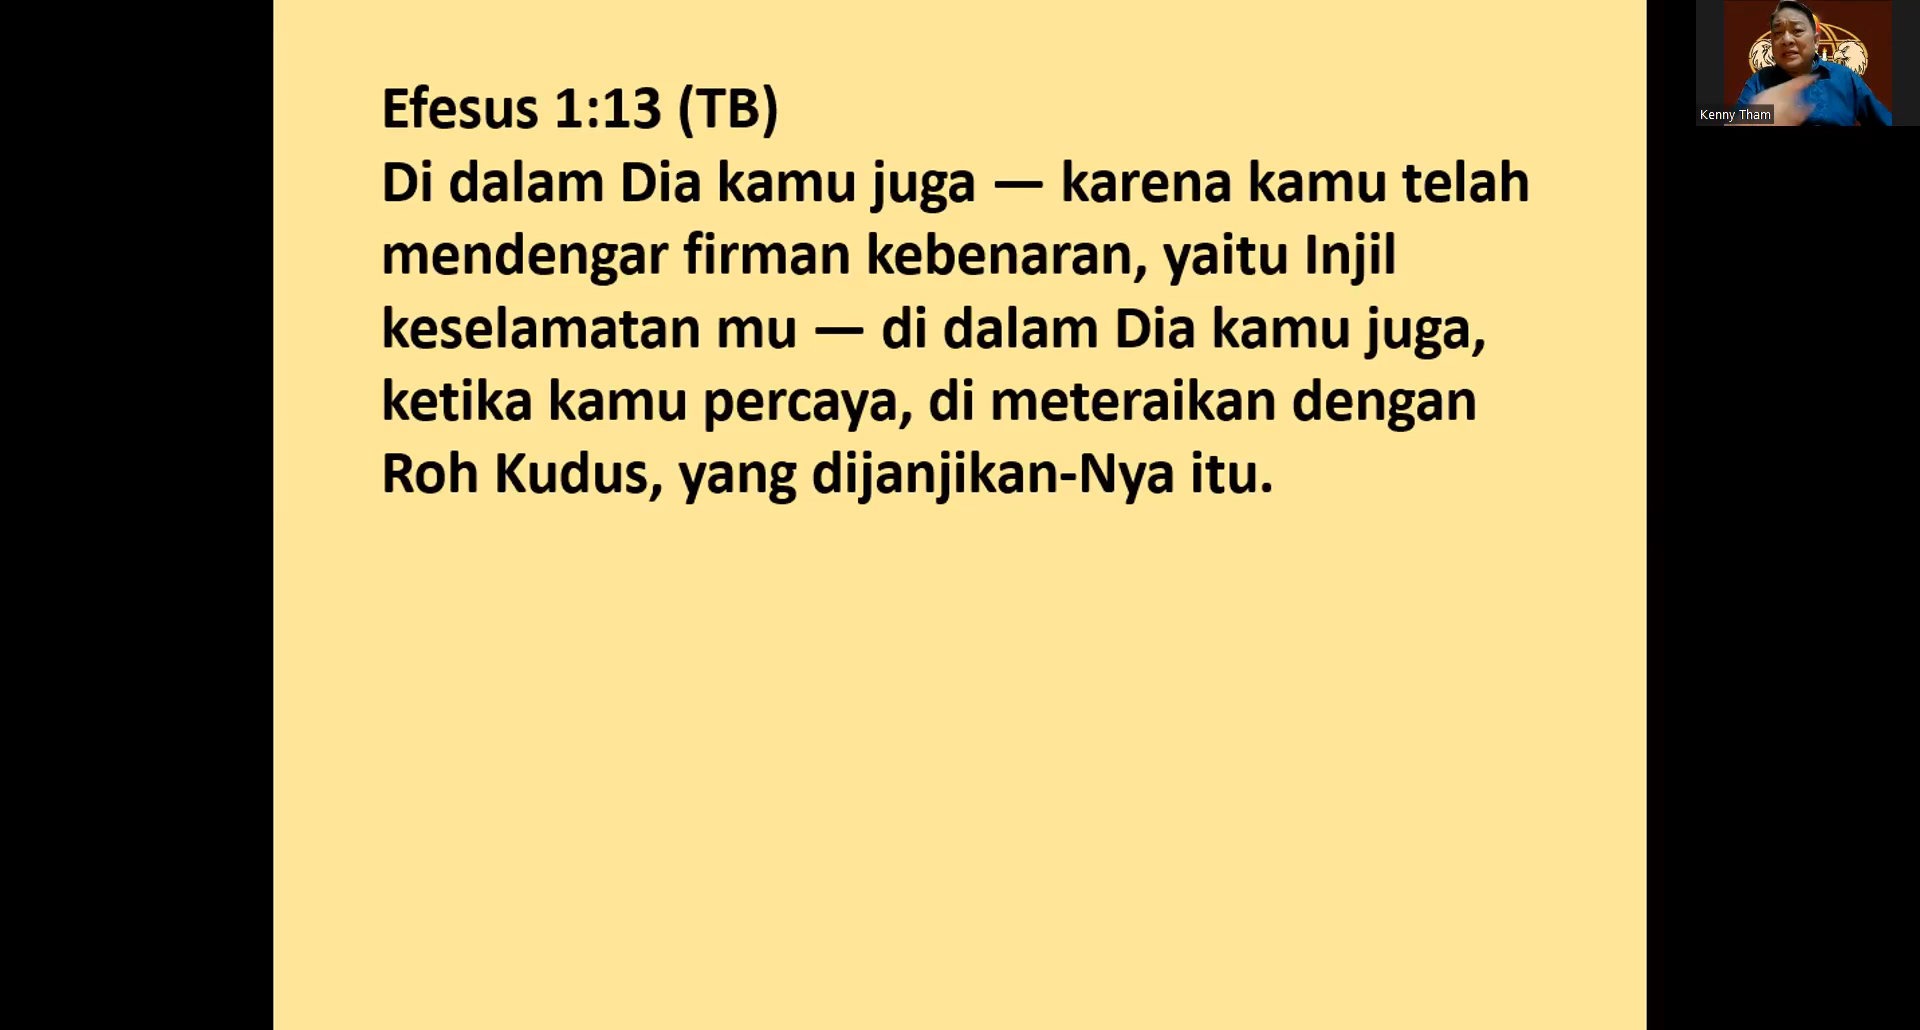 Efesus 1:13 (TB)
Di dalam Dia kamu juga — karena kamu telah
mendengar firman kebenaran, yaitu Injil
keselamatan mu — di dalam Dia kamu juga,
ketika kamu percaya, di meteraikan dengan
Roh Kudus, yang dijanjikan-Nya itu.
Kenny Tham